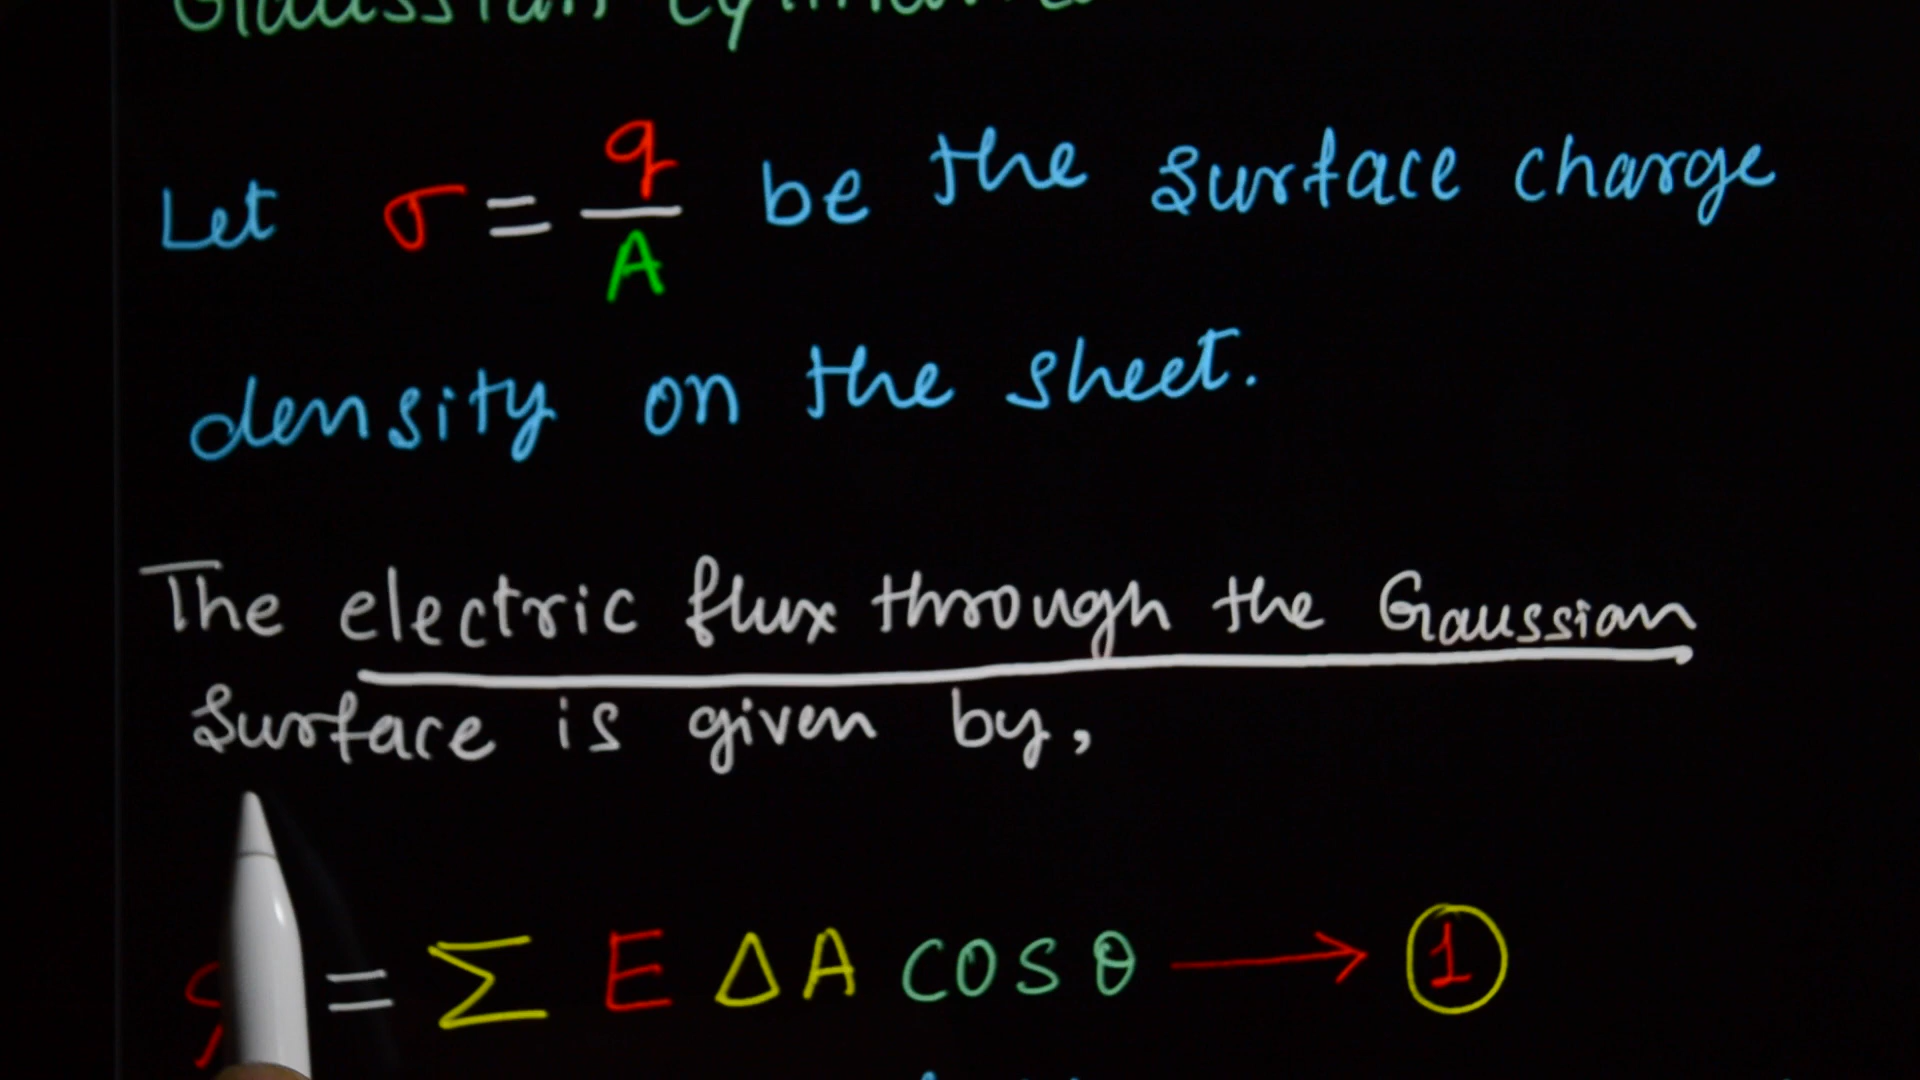 Gaussian
Let σ = q/A be the surface charge
density on the sheet.
The electric flux through the Gaussian
Surface is given by,
= Σ E ΔA COS θ → 1